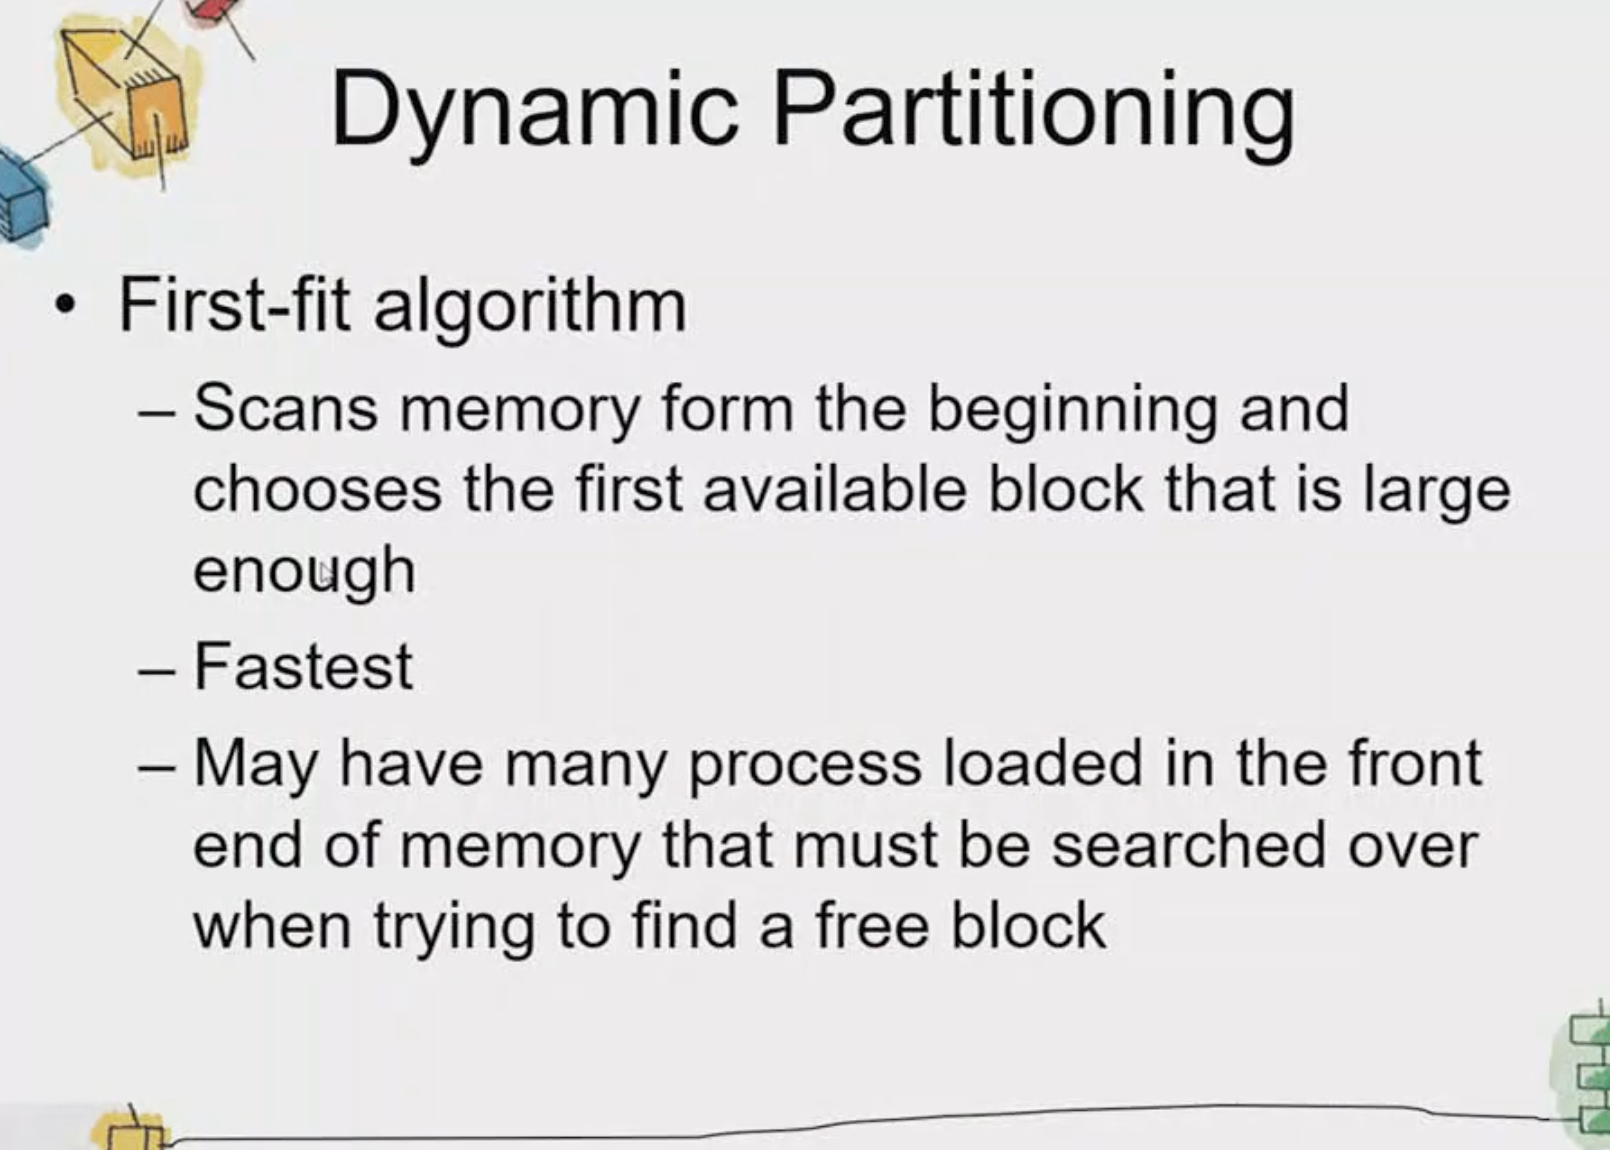 Dynamic Partitioning
• First-fit algorithm
– Scans memory form the beginning and
chooses the first available block that is large
enough
– Fastest
– May have many process loaded in the front
end of memory that must be searched over
when trying to find a free block